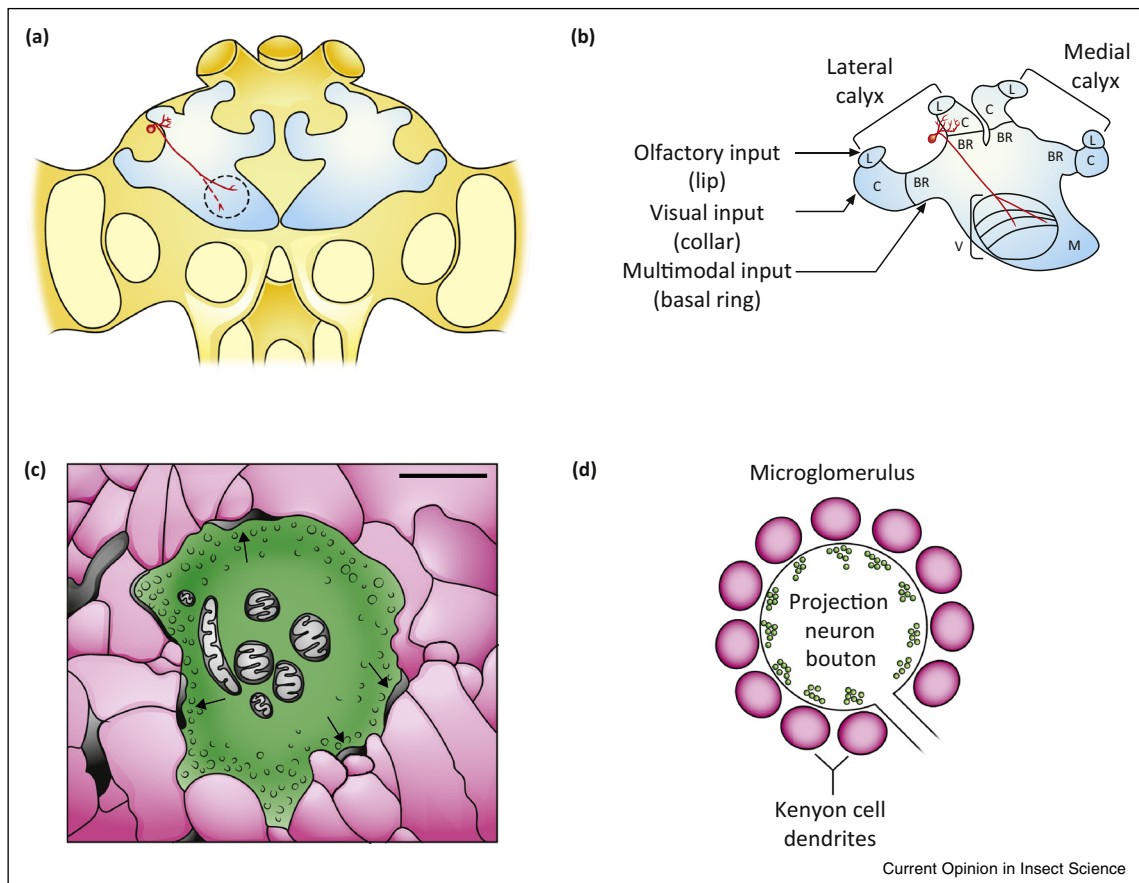 (a)
(b)
Lateral
calyx
Medial
calyx
L
C
L
C
BR
BR
BR
L
C
L
C
BR
V
M
Olfactory input
(lip)
Visual input
(collar)
Multimodal input
(basal ring)
(c)
(d)
Microglomerulus
Projection
neuron
bouton
Kenyon cell
dendrites
Current Opinion in Insect Science